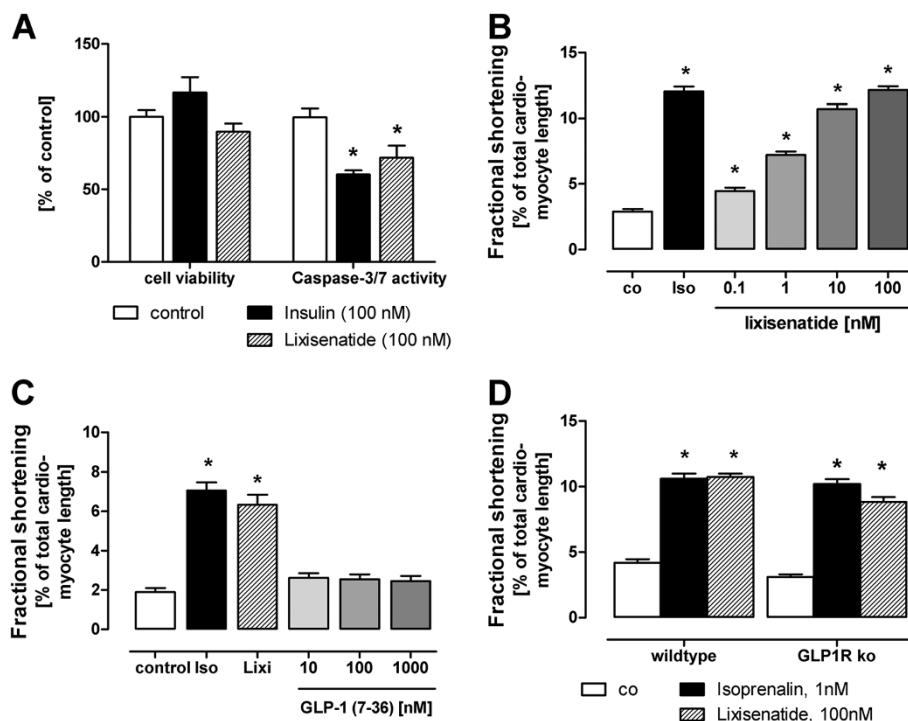 A
[% of control]
150
100
50
0
*
*
cell viability
Caspase-3/7 activity
control
Insulin (100 nM)
Lixisenatide (100 nM)
B
Fractional shortening
[% of total cardio-
myocyte length]
15
10
5
0
*
*
*
*
*
co
Iso
0.1
1
10
100
lixisenatide [nM]
C
Fractional shortening
[% of total cardio-
myocyte length]
10
8
6
4
2
0
*
*
control Iso Lixi 10 100 1000
GLP-1 (7-36) [nM]
D
Fractional shortening
[% of total cardio-
myocyte length]
15
10
5
0
*
*
*
*
wildtype
GLP1R ko
co
Isoprenalin, 1nM
Lixisenatide, 100nM